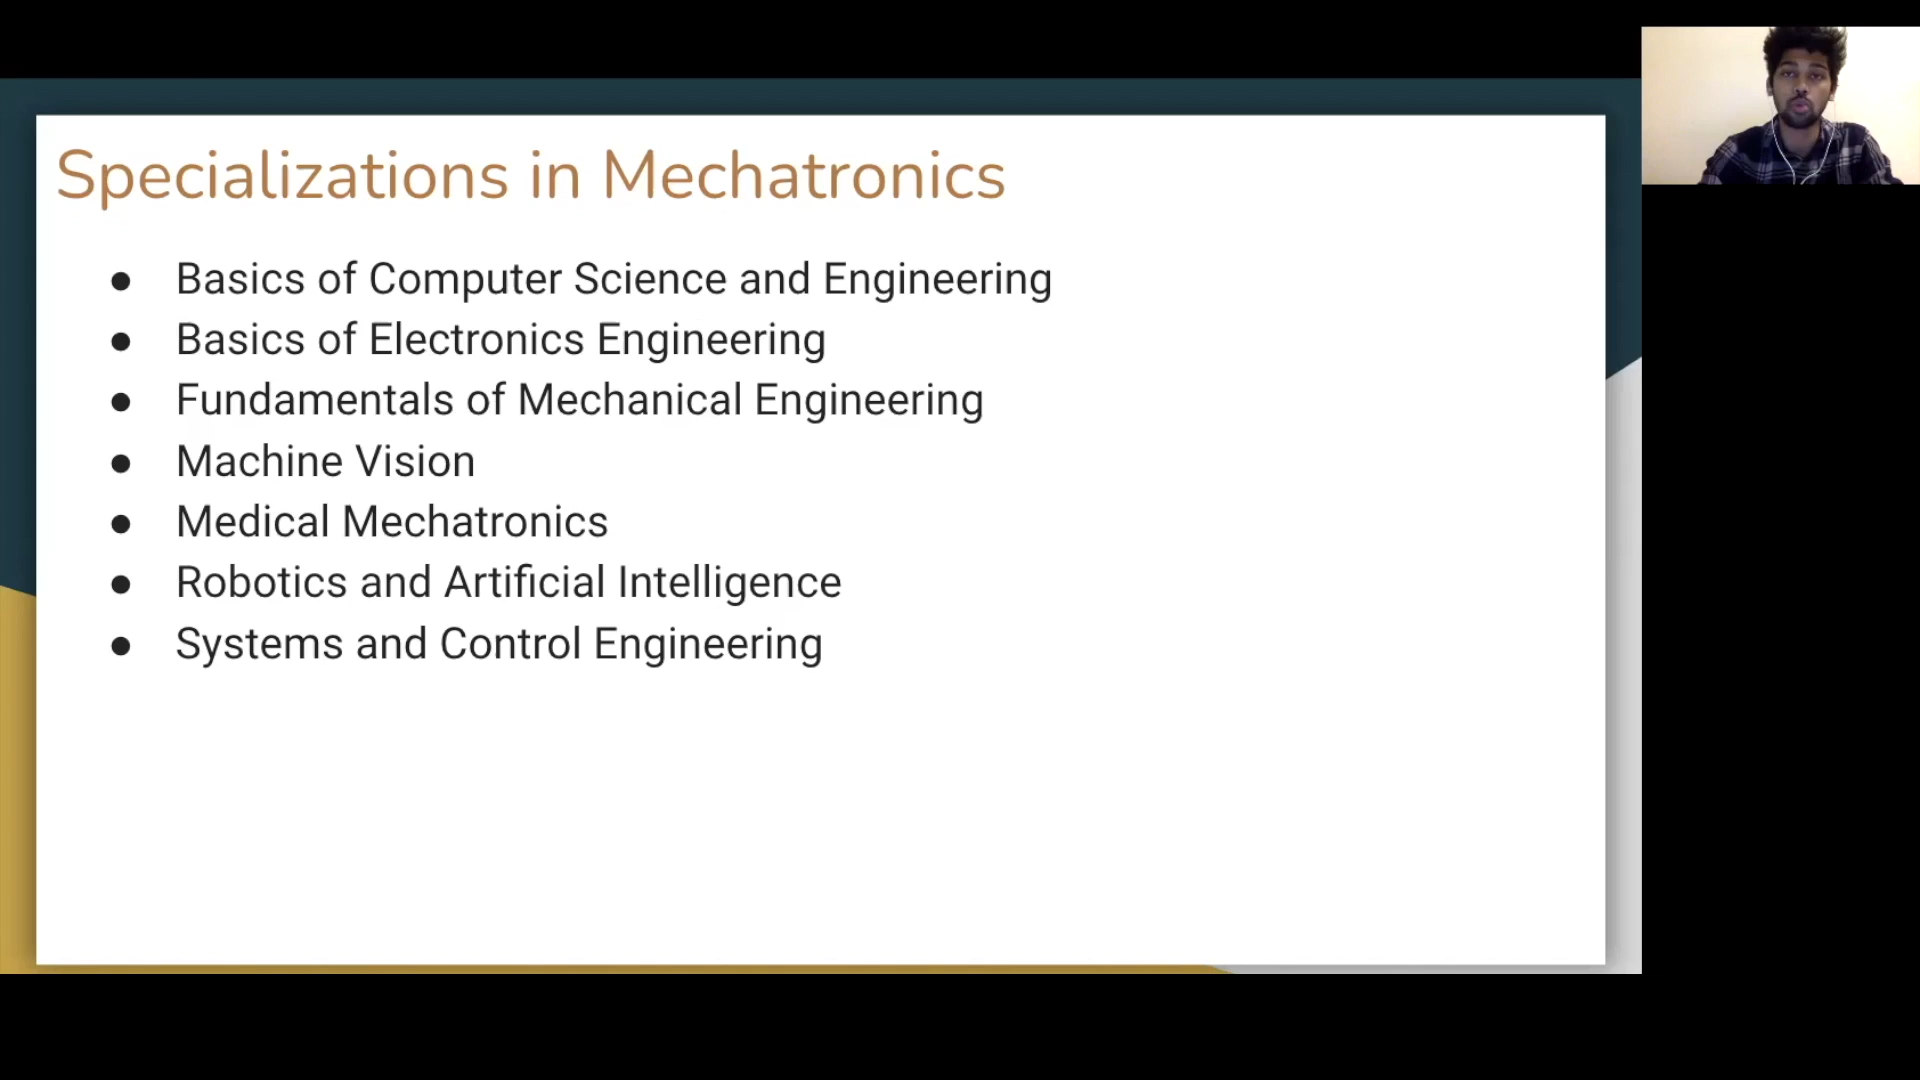 Specializations in Mechatronics
● Basics of Computer Science and Engineering
● Basics of Electronics Engineering
● Fundamentals of Mechanical Engineering
● Machine Vision
● Medical Mechatronics
● Robotics and Artificial Intelligence
● Systems and Control Engineering